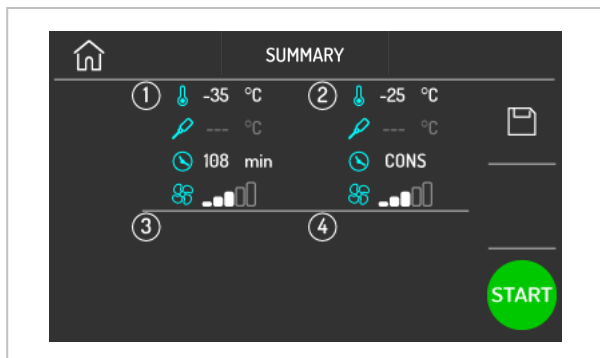 SUMMARY
1 -35 °C 2 -25 °C
--- °C --- °C
108 min CONS
3 4
START